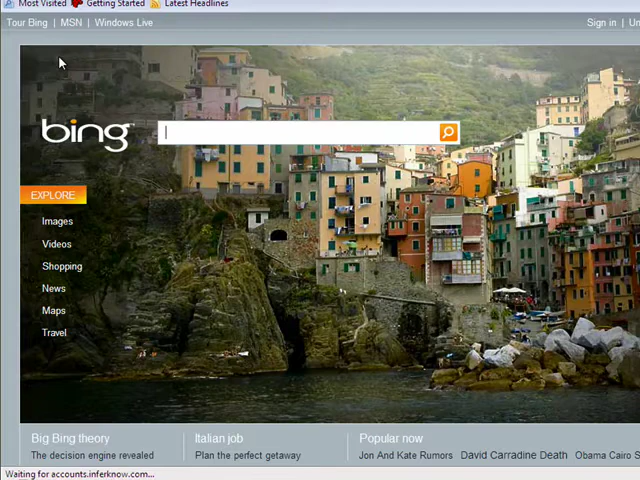 Most Visited Getting Started Latest Headlines
Tour Bing | MSN | Windows Live Sign in | Un
bing
EXPLORE
Images
Videos
Shopping
News
Maps
Travel
Big Bing theory Italian job Popular now
The decision engine revealed Plan the perfect getaway Jon And Kate Rumors David Carradine Death Obama Cairo S
Waiting for accounts.inferknow.com...